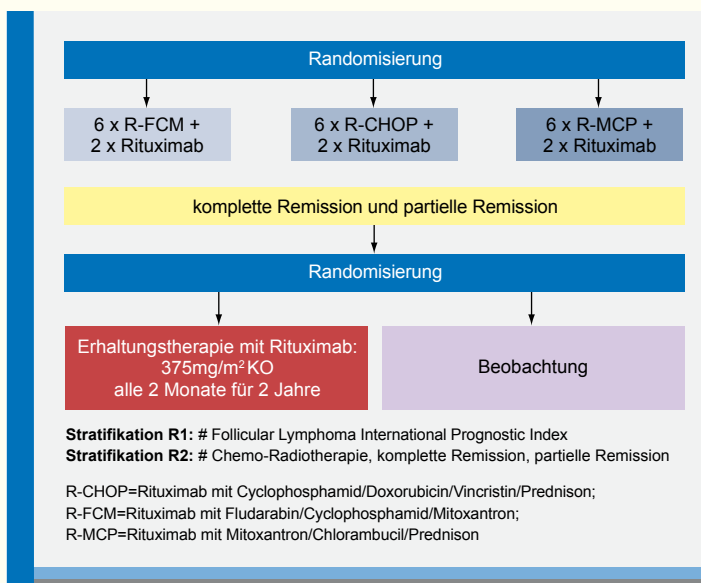 Randomisierung
6 x R-FCM +
2 x Rituximab
6 x R-CHOP +
2 x Rituximab
6 x R-MCP +
2 x Rituximab
komplette Remission und partielle Remission
Randomisierung
Erhaltungstherapie mit Rituximab:
375mg/m² KO
alle 2 Monate für 2 Jahre
Beobachtung
Stratifikation R1: # Follicular Lymphoma International Prognostic Index
Stratifikation R2: # Chemo-Radiotherapie, komplette Remission, partielle Remission
R-CHOP=Rituximab mit Cyclophosphamid/Doxorubicin/Vincristin/Prednison;
R-FCM=Rituximab mit Fludarabin/Cyclophosphamid/Mitoxantron;
R-MCP=Rituximab mit Mitoxantron/Chlorambucil/Prednison